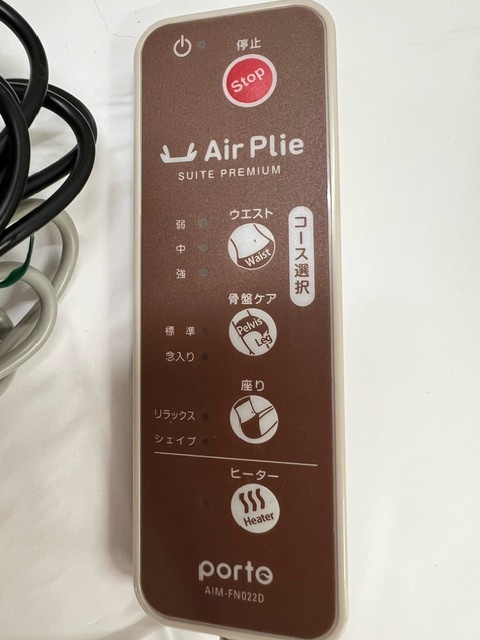 停止
Stop
Air Plie
SUITE PREMIUM
コース選択
ウエスト
弱
中
強
Waist
骨盤ケア
標準
念入り
Pelvis
Leg
座り
リラックス
シェイプ
ヒーター
Heater
porto
AIM-FN022D